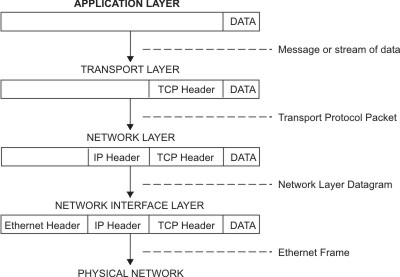 APPLICATION LAYER
DATA
Message or stream of data
TRANSPORT LAYER
TCP Header DATA
Transport Protocol Packet
NETWORK LAYER
IP Header TCP Header DATA
Network Layer Datagram
NETWORK INTERFACE LAYER
Ethernet Header IP Header TCP Header DATA
Ethernet Frame
PHYSICAL NETWORK